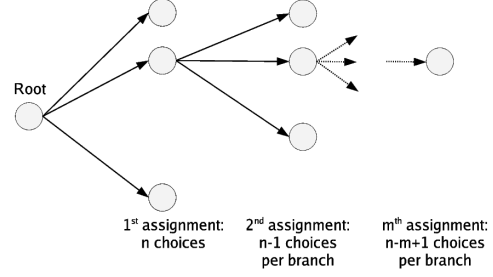 Root
1st assignment:
n choices
2nd assignment:
n-1 choices
per branch
mth assignment:
n-m+1 choices
per branch